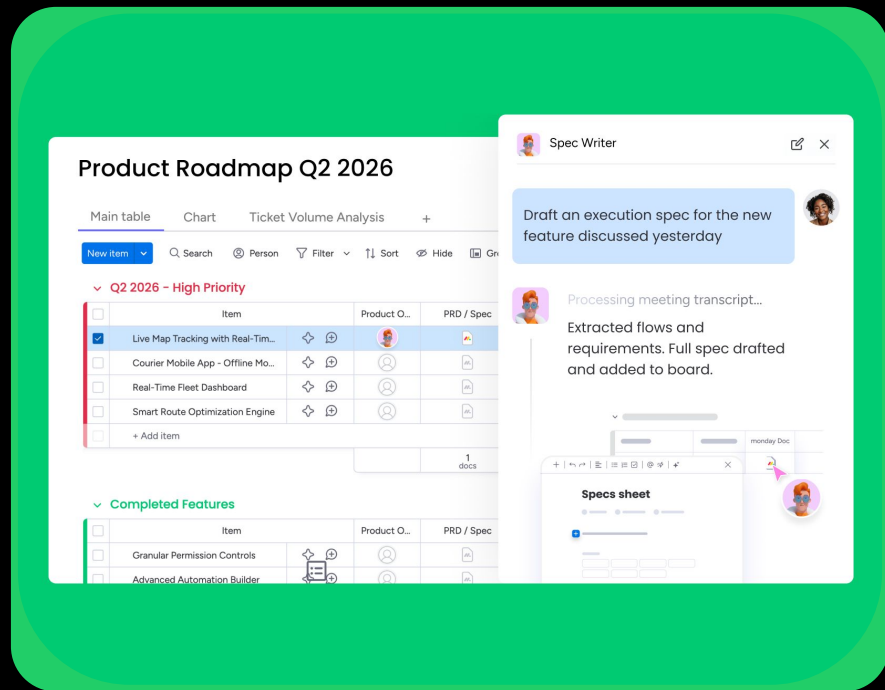 Product Roadmap Q2 2026
Main table Chart Ticket Volume Analysis +
New item Search Person Filter Sort Hide Gr
Q2 2026 - High Priority
Item Product O... PRD / Spec
Live Map Tracking with Real-Tim...
Courier Mobile App - Offline Mo...
Real-Time Fleet Dashboard
Smart Route Optimization Engine
+ Add item
1
docs
Completed Features
Item Product O... PRD / Spec
Granular Permission Controls
Advanced Automation Builder
Spec Writer
Draft an execution spec for the new
feature discussed yesterday
Processing meeting transcript...
Extracted flows and
requirements. Full spec drafted
and added to board.
monday Doc
Specs sheet